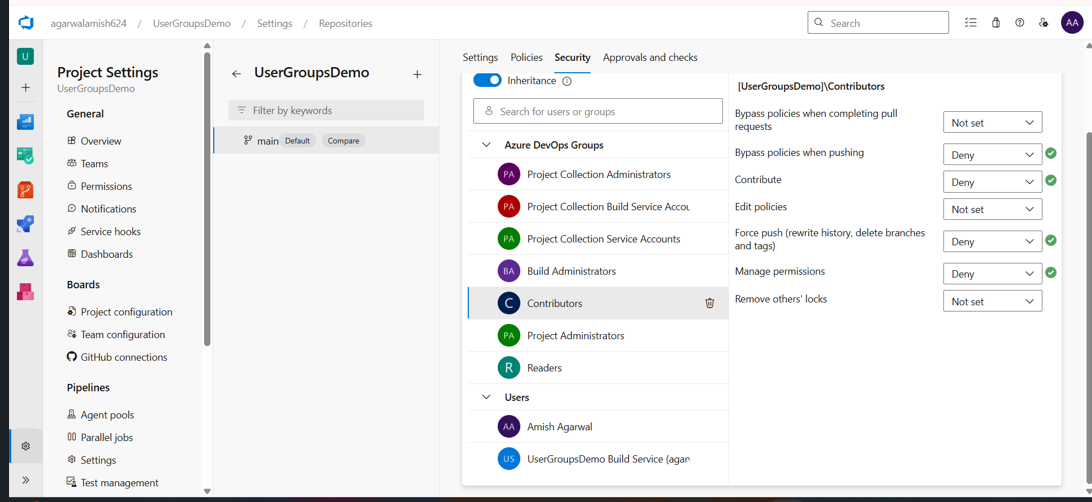 agarwalamish624 / UserGroupsDemo / Settings / Repositories
Search
AA
U
Project Settings
UserGroupsDemo
General
Overview
Teams
Permissions
Notifications
Service hooks
Dashboards
Boards
Project configuration
Team configuration
GitHub connections
Pipelines
Agent pools
Parallel jobs
Settings
Test management
UserGroupsDemo
Filter by keywords
main Default Compare
Settings Policies Security Approvals and checks
Inheritance
Search for users or groups
Azure DevOps Groups
PA Project Collection Administrators
PA Project Collection Build Service Accou
PA Project Collection Service Accounts
BA Build Administrators
C Contributors
PA Project Administrators
R Readers
Users
AA Amish Agarwal
US UserGroupsDemo Build Service (agarw
[UserGroupsDemo]\Contributors
Bypass policies when completing pull
requests
Not set
Bypass policies when pushing
Deny
Contribute
Deny
Edit policies
Not set
Force push (rewrite history, delete branches
and tags)
Deny
Manage permissions
Deny
Remove others' locks
Not set